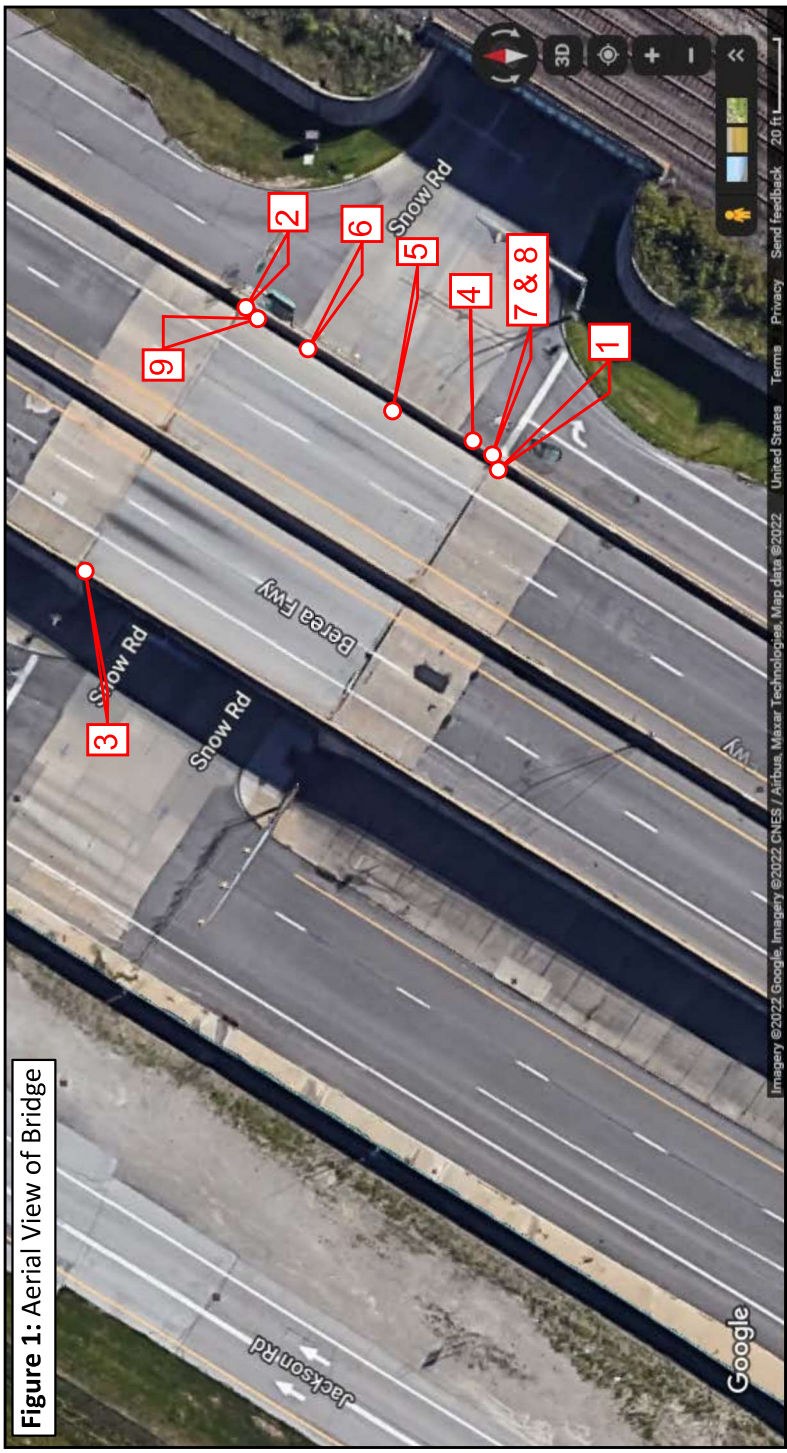 Figure 1: Aerial View of Bridge
Snow Rd
Snow Rd
Snow Rd
Berea Fwy
wy
Jackson Rd
1
2
3
4
5
6
7 & 8
9
3D
+
−
Google
Imagery ©2022 Google, Imagery ©2022 CNES / Airbus, Maxar Technologies, Map data ©2022 United States Terms Privacy Send feedback 20 ft